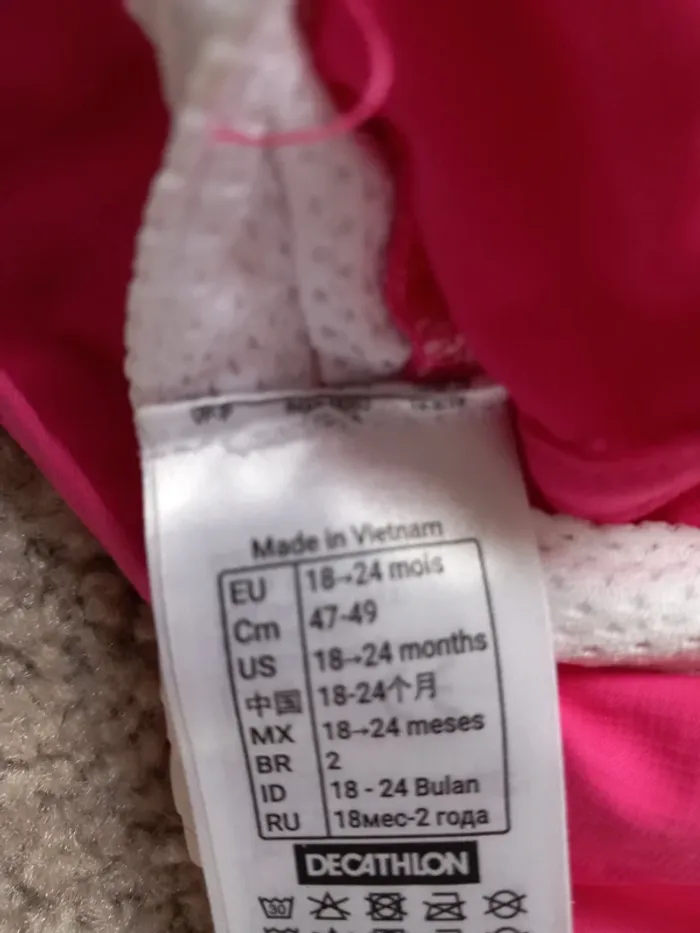 Made in Vietnam
EU 18→24 mois
Cm 47-49
US 18→24 months
中国 18-24个月
MX 18→24 meses
BR 2
ID 18 - 24 Bulan
RU 18мес-2 года
DECATHLON
30